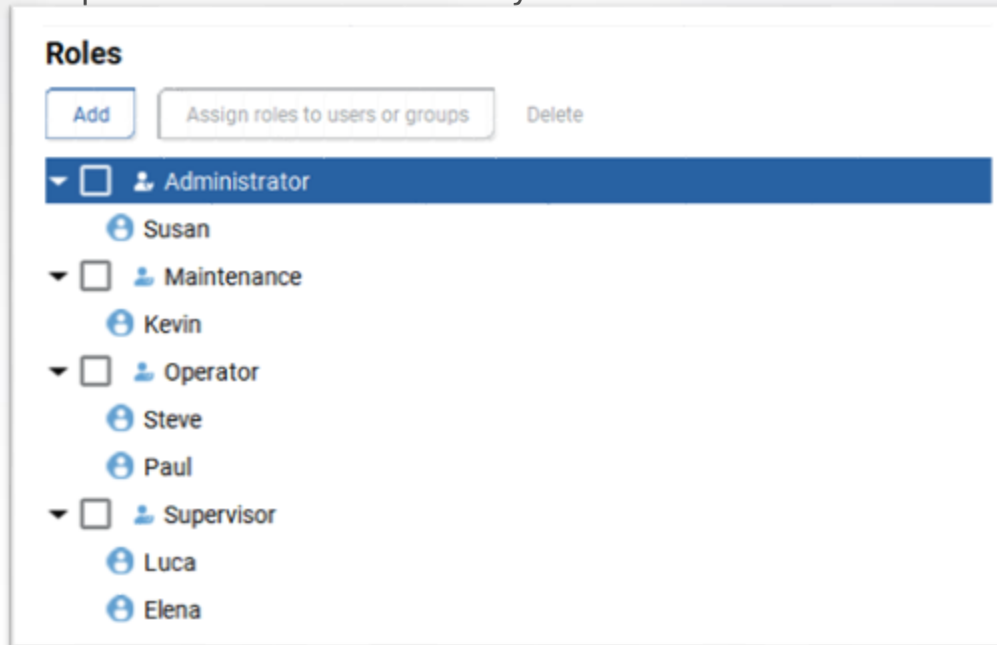 Roles
Add Assign roles to users or groups Delete
Administrator
Susan
Maintenance
Kevin
Operator
Steve
Paul
Supervisor
Luca
Elena